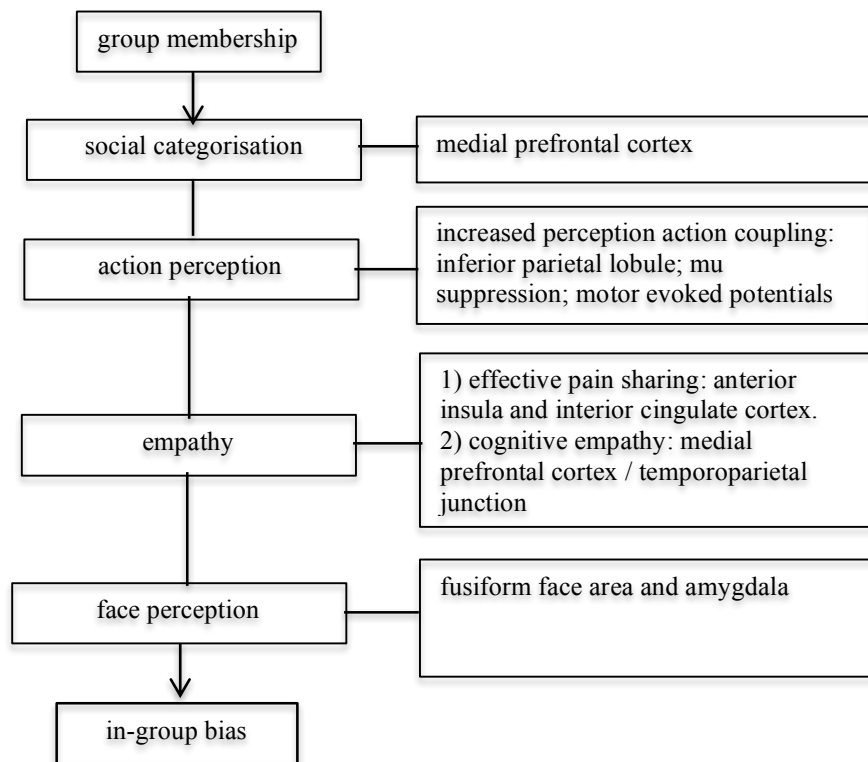 group membership
social categorisation
medial prefrontal cortex
action perception
increased perception action coupling:
inferior parietal lobule; mu
suppression; motor evoked potentials
empathy
1) effective pain sharing: anterior
insula and interior cingulate cortex.
2) cognitive empathy: medial
prefrontal cortex / temporoparietal
junction
face perception
fusiform face area and amygdala
in-group bias